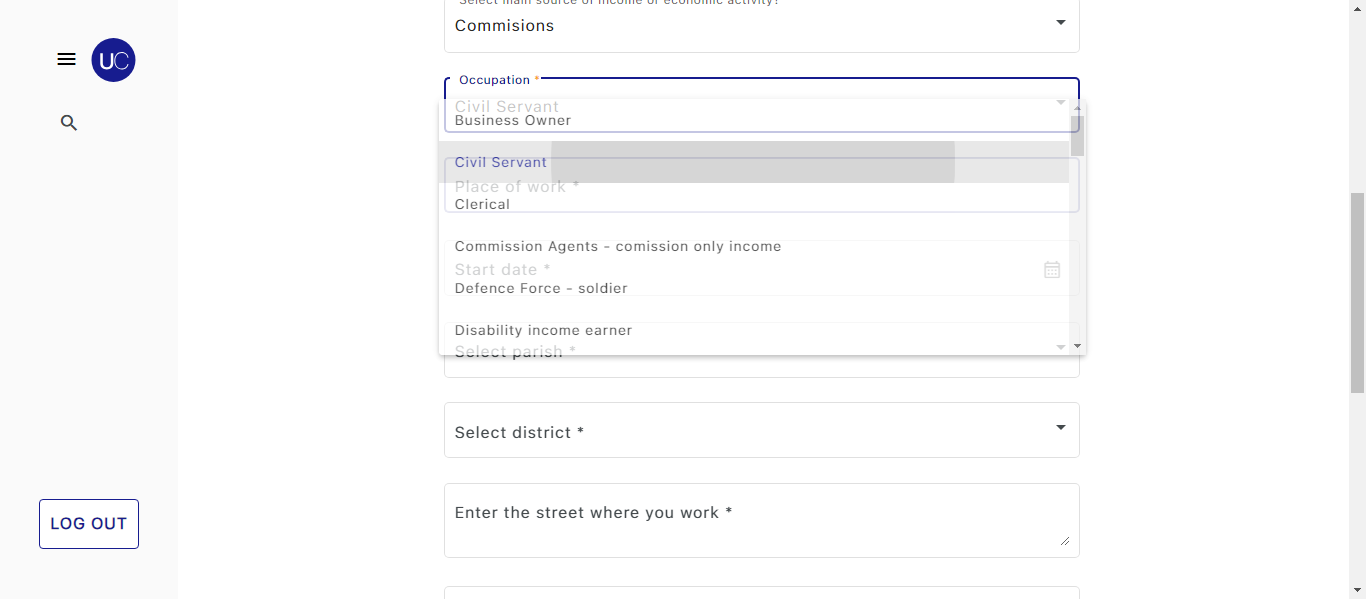 Select main source of income or economic activity?
Commisions
UC
Occupation *
Civil Servant
Business Owner
Civil Servant
Place of work *
Clerical
Commission Agents - comission only income
Start date *
Defence Force - soldier
Disability income earner
Select parish *
Select district *
LOG OUT
Enter the street where you work *